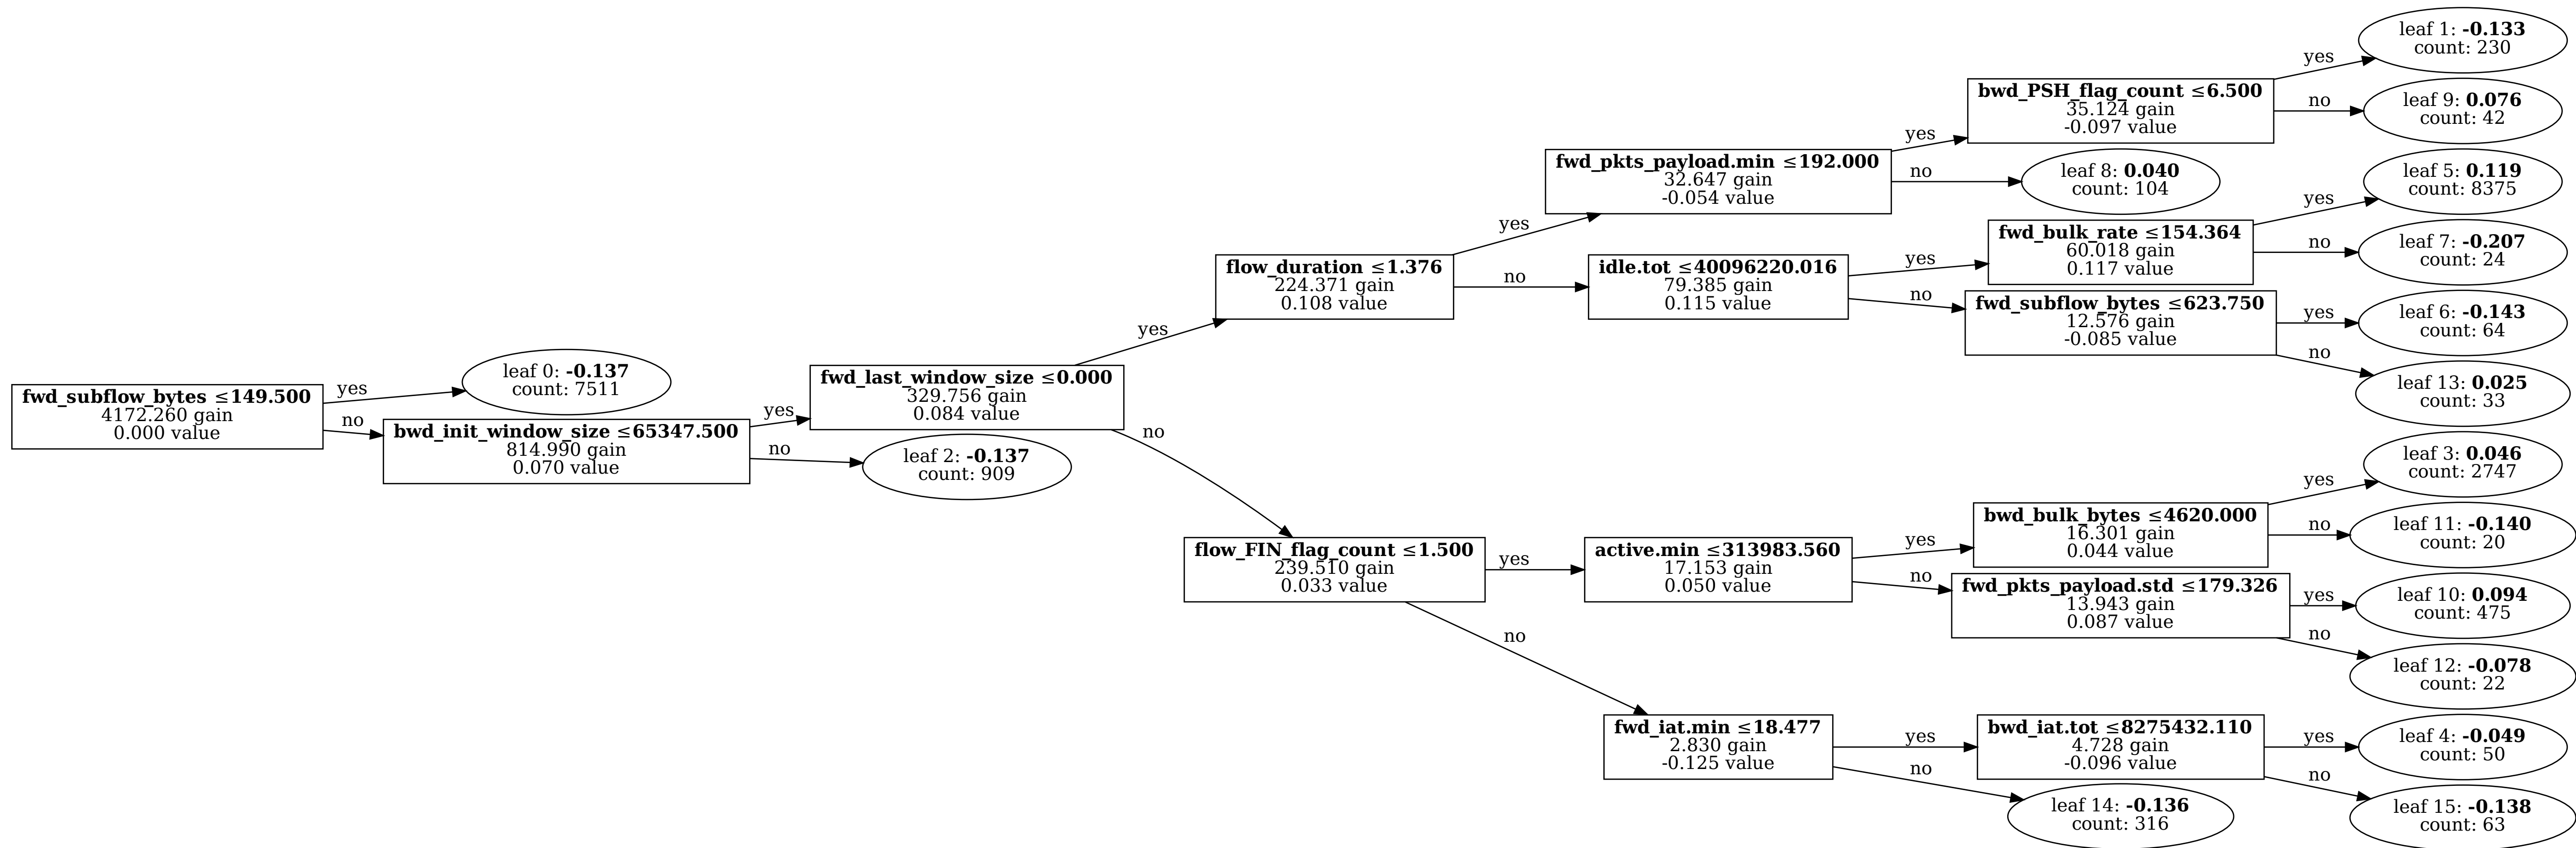 fwd_subflow_bytes ≤149.500
4172.260 gain
0.000 value
yes
no
leaf 0: -0.137
count: 7511
bwd_init_window_size ≤65347.500
814.990 gain
0.070 value
yes
no
fwd_last_window_size ≤0.000
329.756 gain
0.084 value
leaf 2: -0.137
count: 909
yes
no
flow_duration ≤1.376
224.371 gain
0.108 value
yes
no
fwd_pkts_payload.min ≤192.000
32.647 gain
-0.054 value
yes
no
bwd_PSH_flag_count ≤6.500
35.124 gain
-0.097 value
yes
no
leaf 1: -0.133
count: 230
leaf 9: 0.076
count: 42
leaf 8: 0.040
count: 104
idle.tot ≤40096220.016
79.385 gain
0.115 value
yes
no
fwd_bulk_rate ≤154.364
60.018 gain
0.117 value
yes
no
leaf 5: 0.119
count: 8375
leaf 7: -0.207
count: 24
fwd_subflow_bytes ≤623.750
12.576 gain
-0.085 value
yes
no
leaf 6: -0.143
count: 64
leaf 13: 0.025
count: 33
flow_FIN_flag_count ≤1.500
239.510 gain
0.033 value
yes
no
active.min ≤313983.560
17.153 gain
0.050 value
yes
no
bwd_bulk_bytes ≤4620.000
16.301 gain
0.044 value
yes
no
leaf 3: 0.046
count: 2747
leaf 11: -0.140
count: 20
fwd_pkts_payload.std ≤179.326
13.943 gain
0.087 value
yes
no
leaf 10: 0.094
count: 475
leaf 12: -0.078
count: 22
fwd_iat.min ≤18.477
2.830 gain
-0.125 value
yes
no
bwd_iat.tot ≤8275432.110
4.728 gain
-0.096 value
yes
no
leaf 4: -0.049
count: 50
leaf 15: -0.138
count: 63
leaf 14: -0.136
count: 316